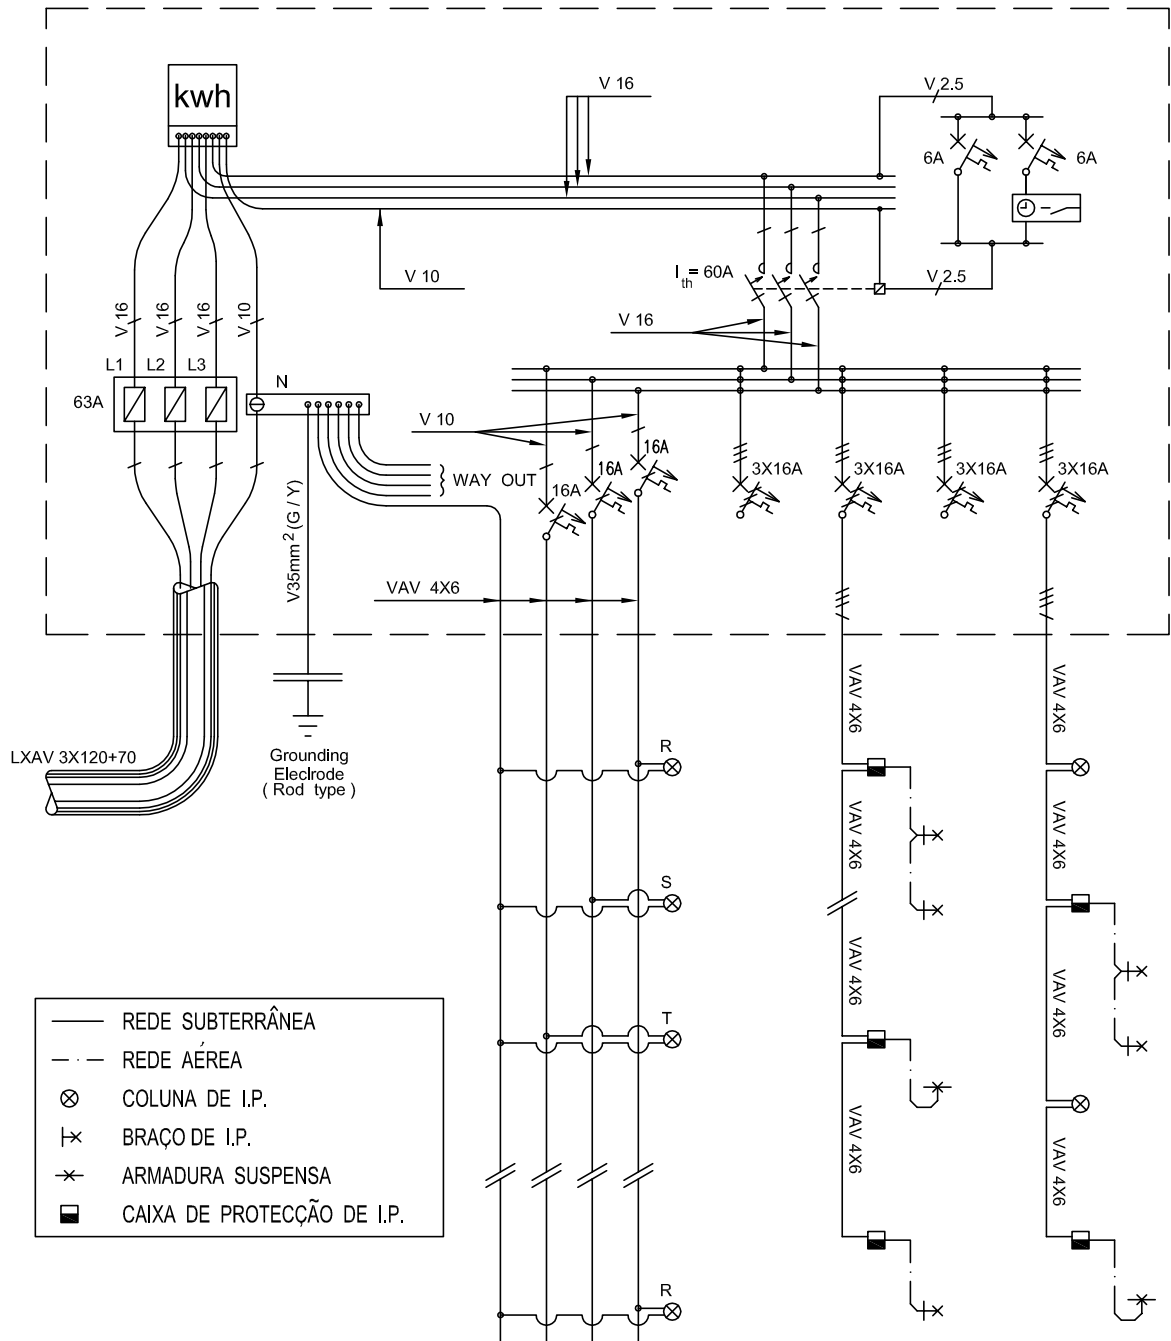 kwh
V 16
V 2.5
6A
6A
V 10
I th = 60A
V 2.5
V 16
V 16
V 16
V 10
V 16
L1
L2
L3
N
63A
V 10
16A
16A
16A
3X16A
3X16A
3X16A
3X16A
WAY OUT
V35mm² (G / Y)
VAV 4X6
VAV 4X6
VAV 4X6
LXAV 3X120+70
Grounding
Eleclrode
( Rod type )
R
VAV 4X6
VAV 4X6
S
VAV 4X6
VAV 4X6
T
VAV 4X6
VAV 4X6
R
REDE SUBTERRÂNEA
REDE AÉREA
COLUNA DE I.P.
BRAÇO DE I.P.
ARMADURA SUSPENSA
CAIXA DE PROTECÇÃO DE I.P.